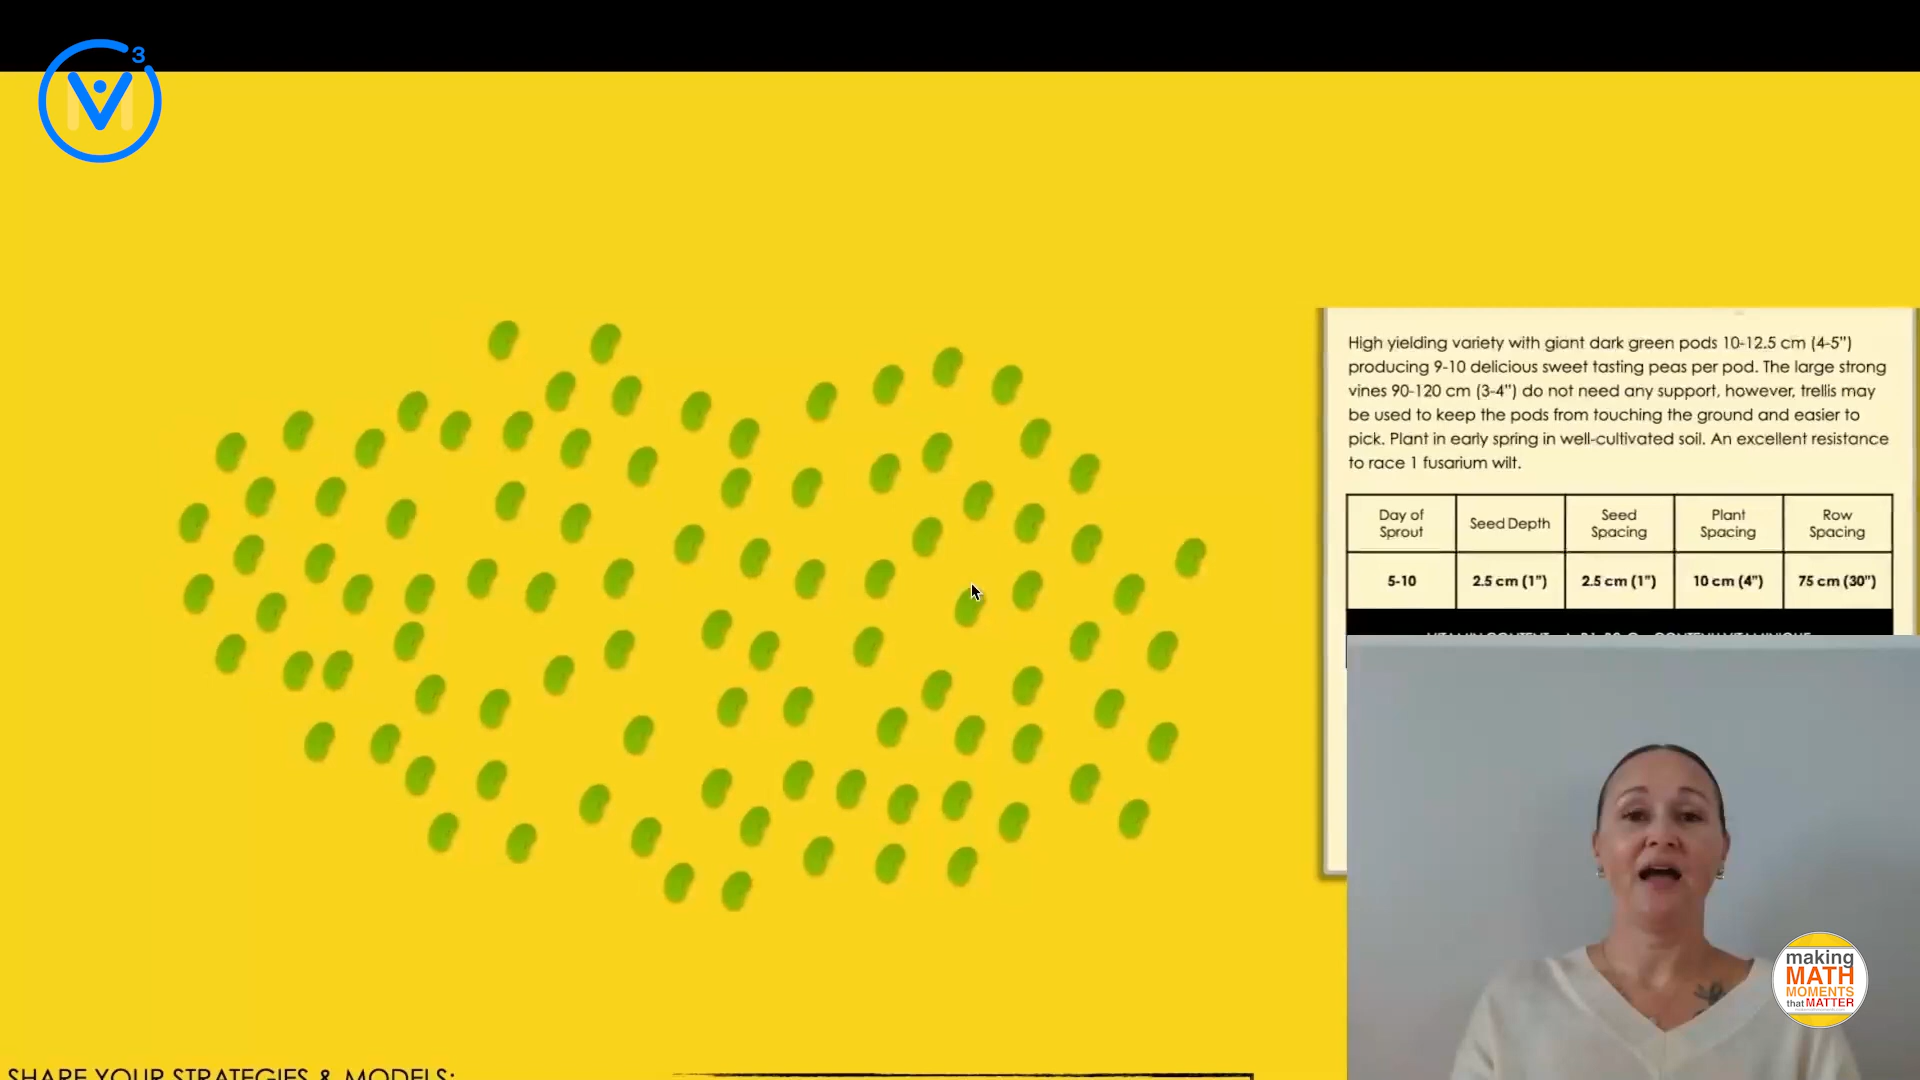 3
High yielding variety with giant dark green pods 10-12.5 cm (4-5")
producing 9-10 delicious sweet tasting peas per pod. The large strong
vines 90-120 cm (3-4") do not need any support, however, trellis may
be used to keep the pods from touching the ground and easier to
pick. Plant in early spring in well-cultivated soil. An excellent resistance
to race 1 fusarium wilt.
Day of Sprout Seed Depth Seed Spacing Plant Spacing Row Spacing
5-10 2.5 cm (1") 2.5 cm (1") 10 cm (4") 75 cm (30")
making
MATH
MOMENTS
that MATTER
SHARE YOUR STRATEGIES & MODELS: